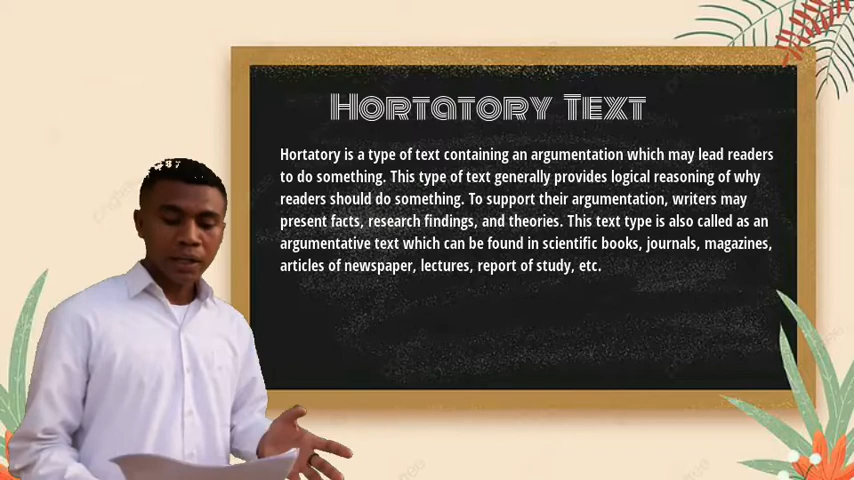 Hortatory Text
Hortatory is a type of text containing an argumentation which may lead readers
to do something. This type of text generally provides logical reasoning of why
readers should do something. To support their argumentation, writers may
present facts, research findings, and theories. This text type is also called as an
argumentative text which can be found in scientific books, journals, magazines,
articles of newspaper, lectures, report of study, etc.